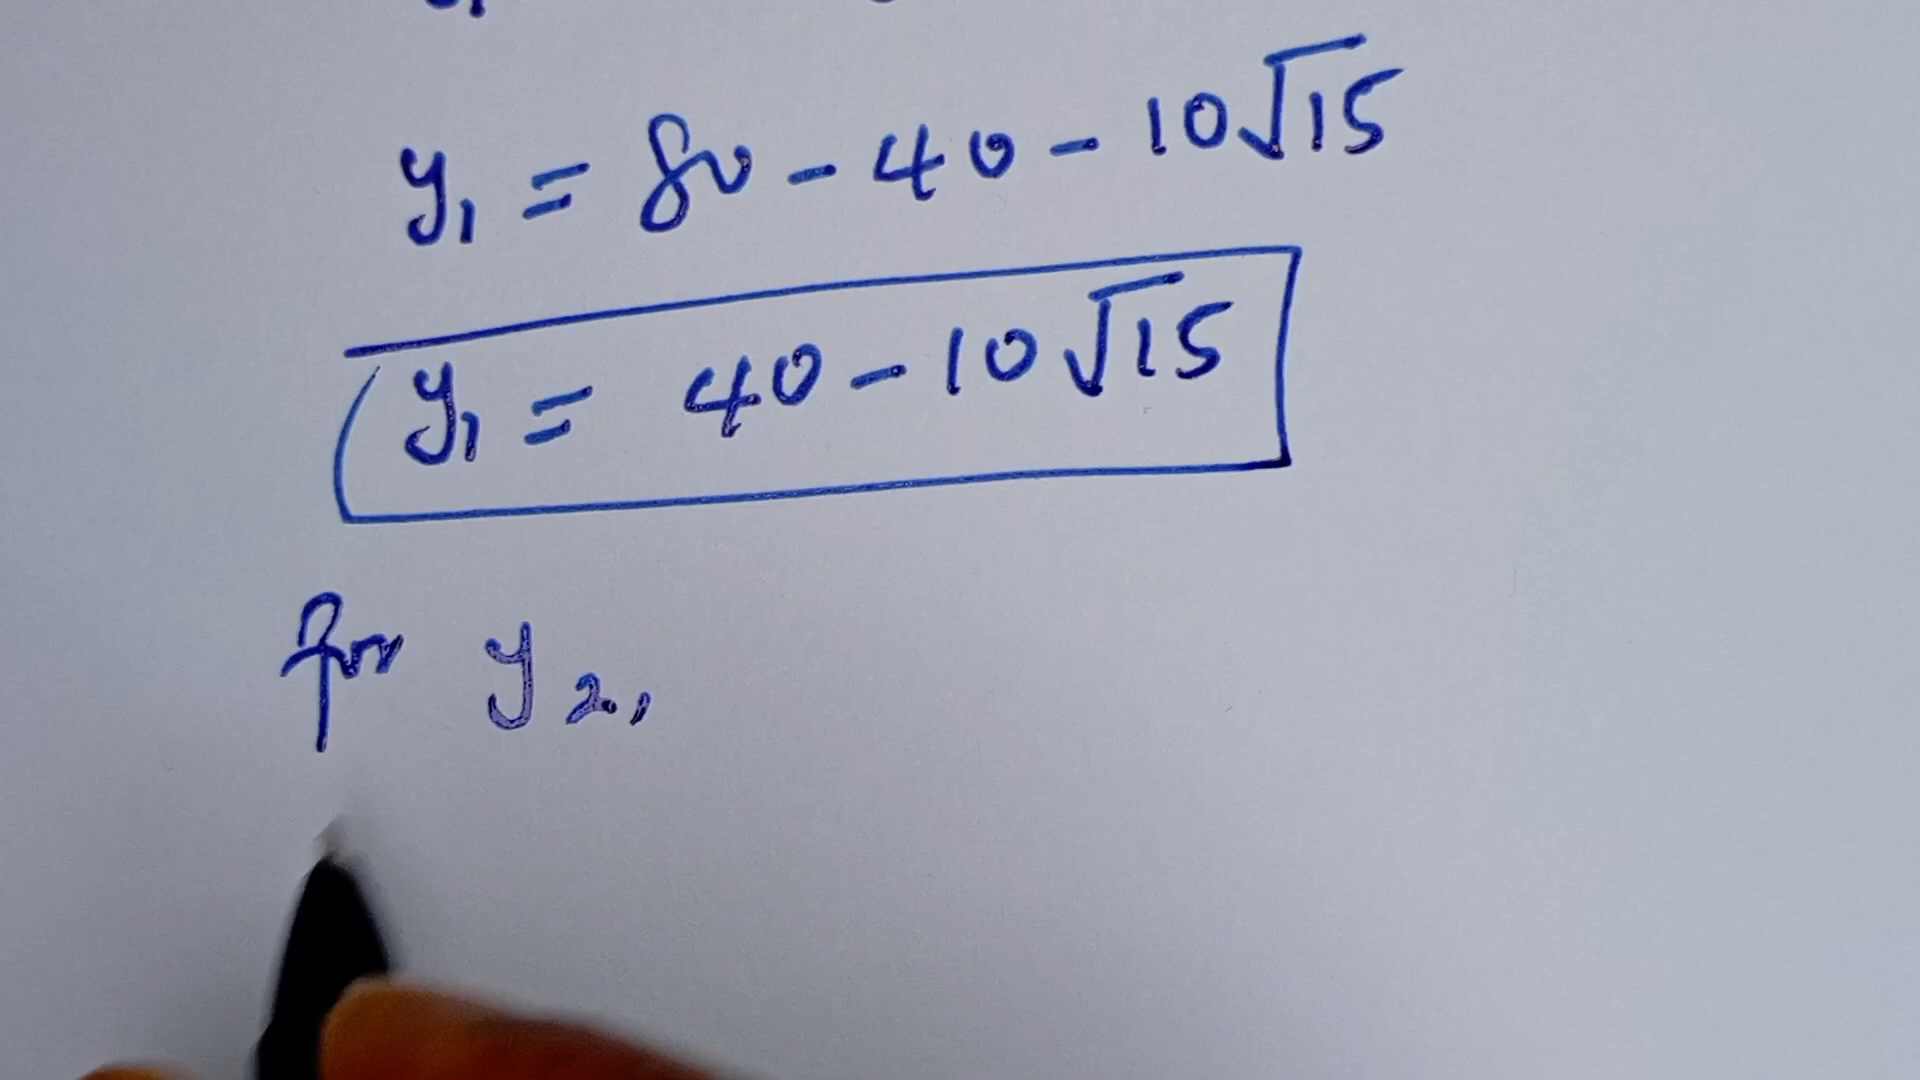 y₁ = 80 - 40 - 10√15
y₁ = 40 - 10√15
for y₂,